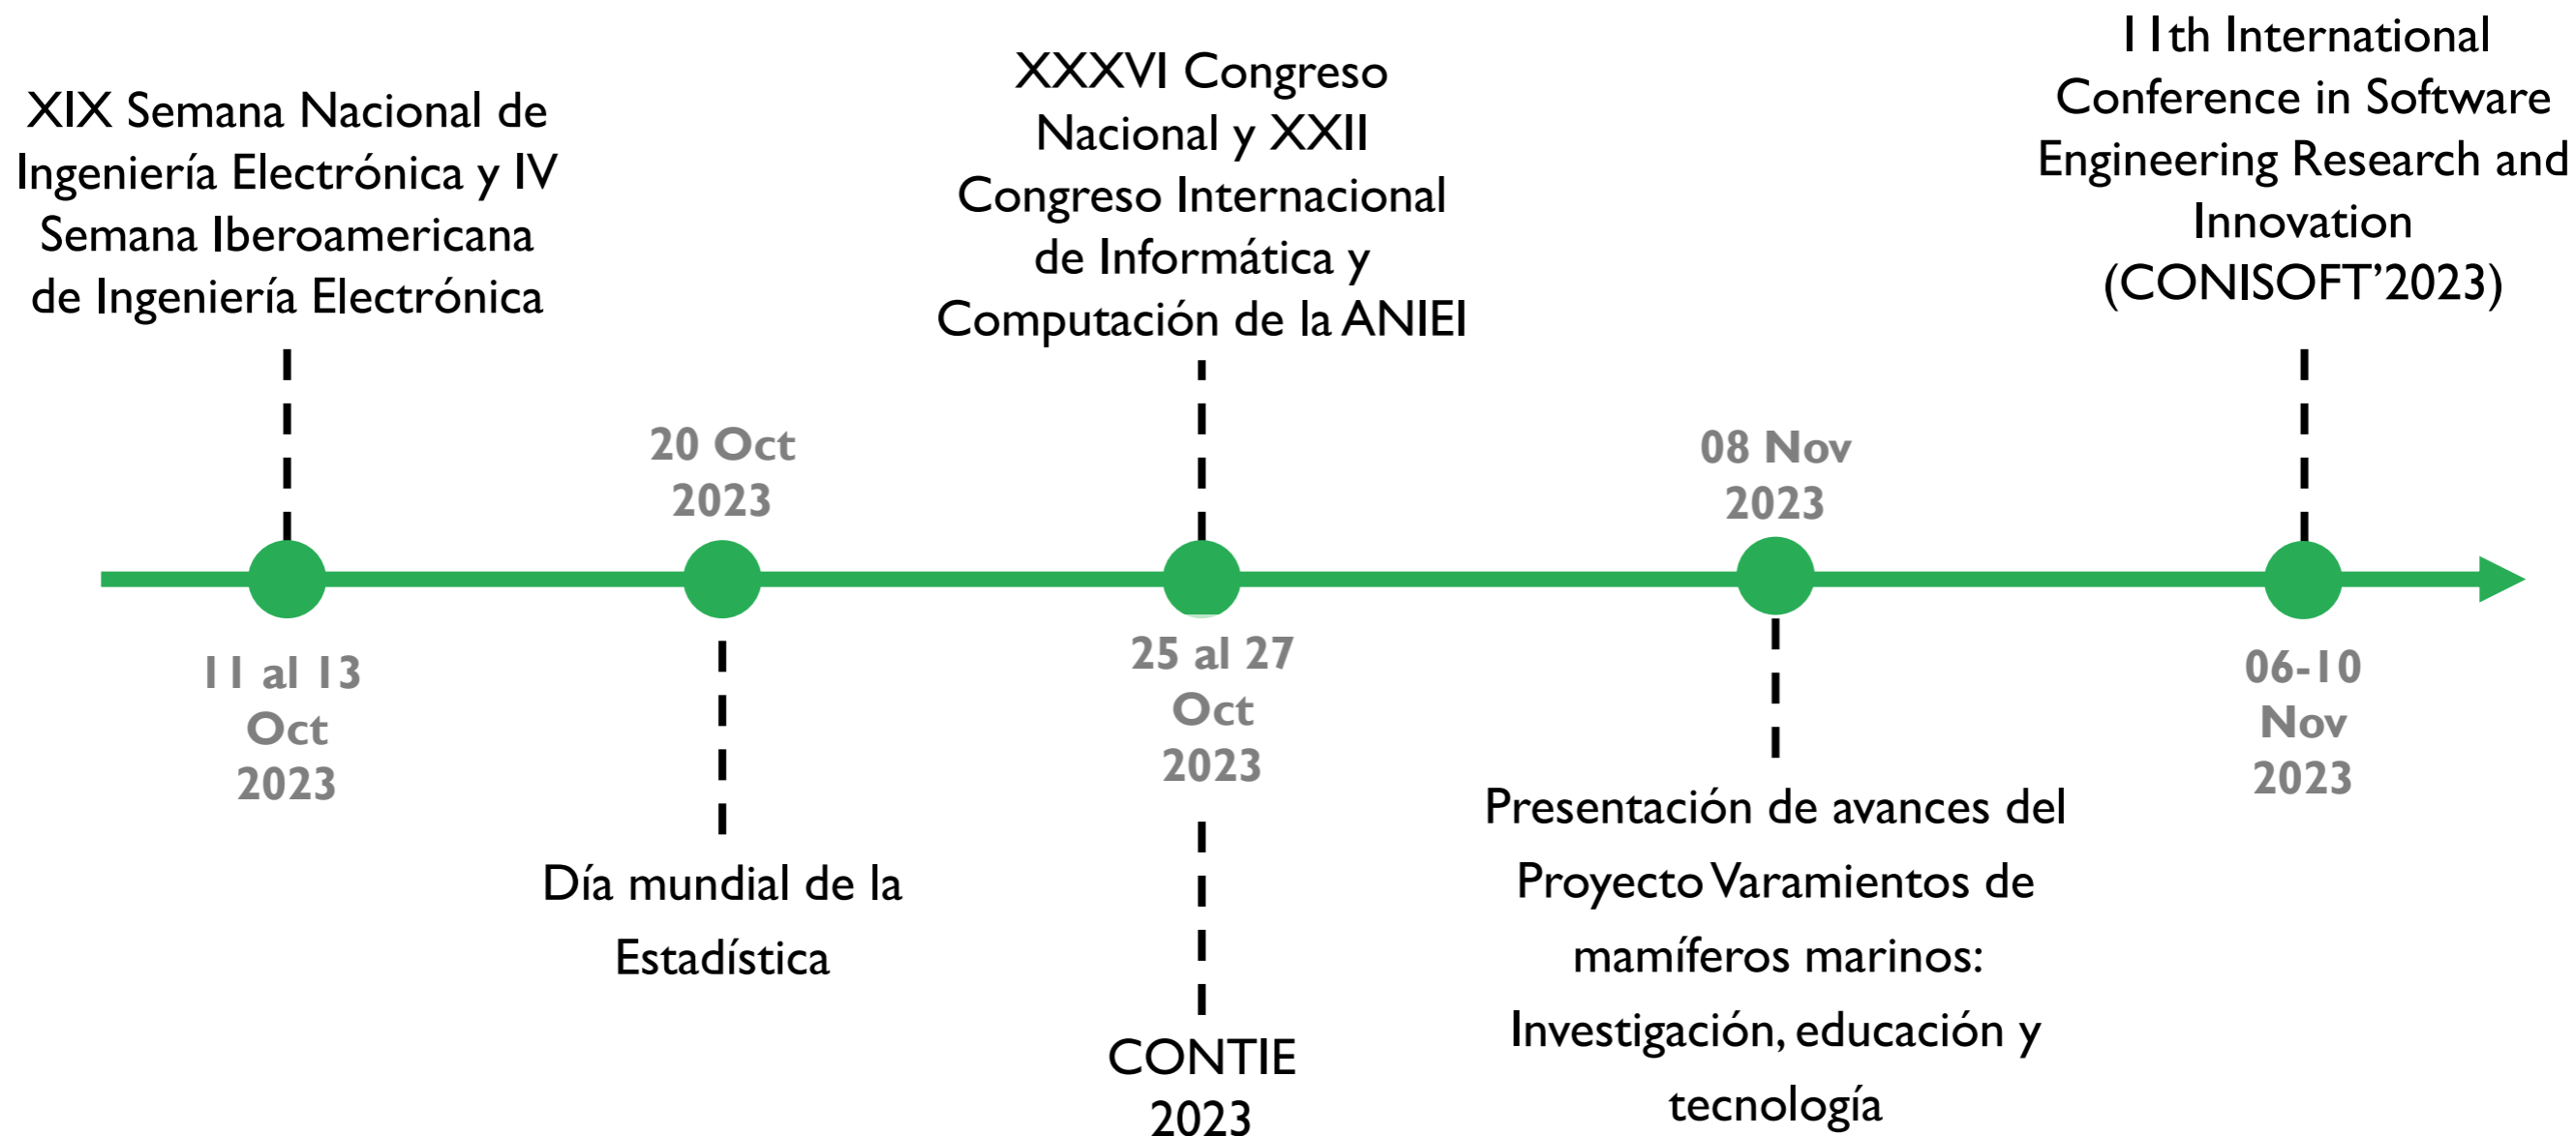 XIX Semana Nacional de
Ingeniería Electrónica y IV
Semana Iberoamericana
de Ingeniería Electrónica
11 al 13
Oct
2023
20 Oct
2023
Día mundial de la
Estadística
XXXVI Congreso
Nacional y XXII
Congreso Internacional
de Informática y
Computación de la ANIEI
25 al 27
Oct
2023
CONTIE
2023
08 Nov
2023
Presentación de avances del
Proyecto Varamientos de
mamíferos marinos:
Investigación, educación y
tecnología
11th International
Conference in Software
Engineering Research and
Innovation
(CONISOFT’2023)
06-10
Nov
2023